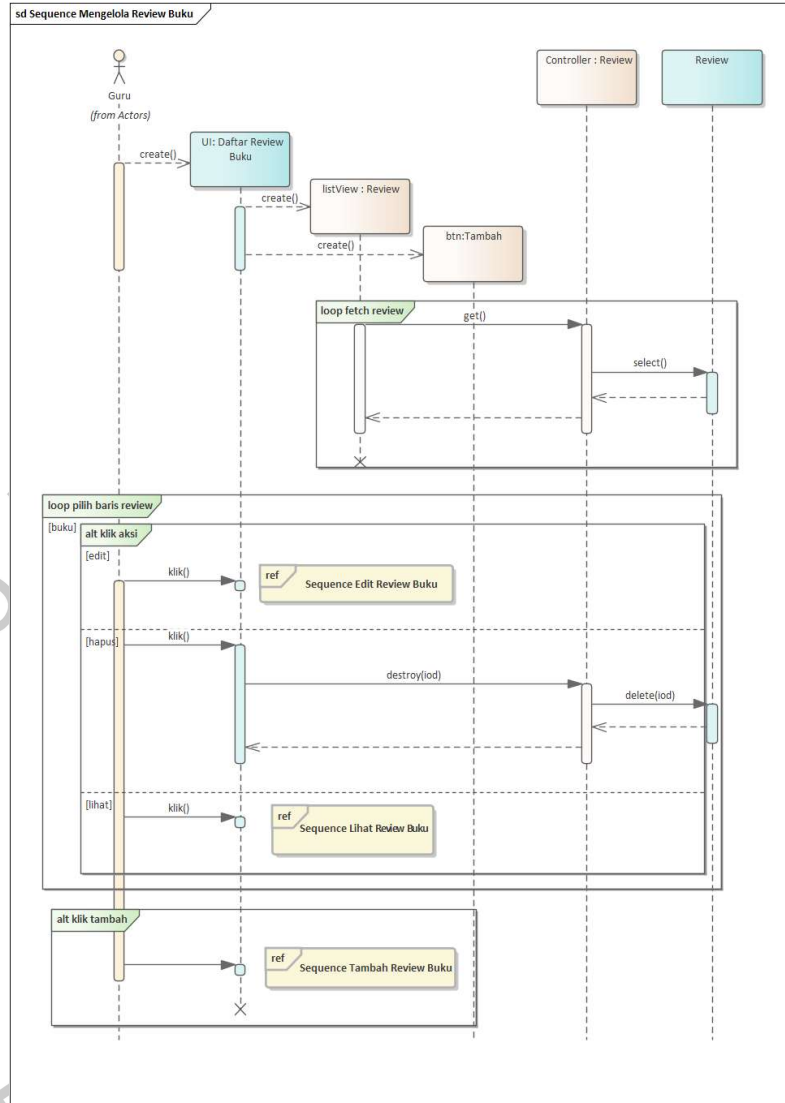 sd Sequence Mengelola Review Buku
Guru
(from Actors)
Controller : Review
Review
create()
UI: Daftar Review
Buku
create()
listView : Review
create()
btn:Tambah
loop fetch review
get()
select()
loop pilih baris review
[buku]
alt klik aksi
[edit]
klik()
ref
Sequence Edit Review Buku
[hapus]
klik()
destroy(iod)
delete(iod)
[lihat]
klik()
ref
Sequence Lihat Review Buku
alt klik tambah
ref
Sequence Tambah Review Buku